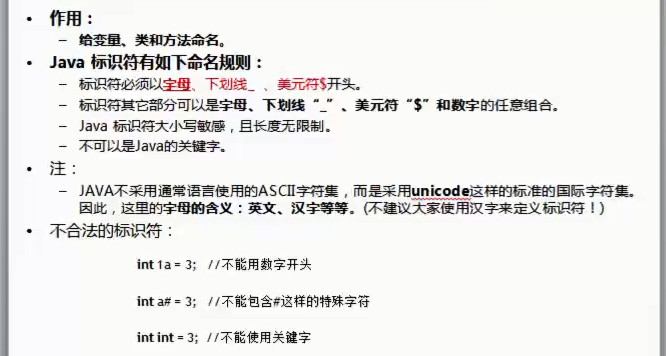 • 作用：
– 给变量、类和方法命名。
• Java 标识符有如下命名规则：
– 标识符必须以字母、下划线_ 、美元符$开头。
– 标识符其它部分可以是字母、下划线“_”、美元符“$”和数字的任意组合。
– Java 标识符大小写敏感，且长度无限制。
– 不可以是Java的关键字。
• 注：
– JAVA不采用通常语言使用的ASCII字符集，而是采用unicode这样的标准的国际字符集。
因此，这里的字母的含义：英文、汉字等等。(不建议大家使用汉字来定义标识符！)
• 不合法的标识符：
int 1a = 3; //不能用数字开头
int a# = 3; //不能包含#这样的特殊字符
int int = 3; //不能使用关键字